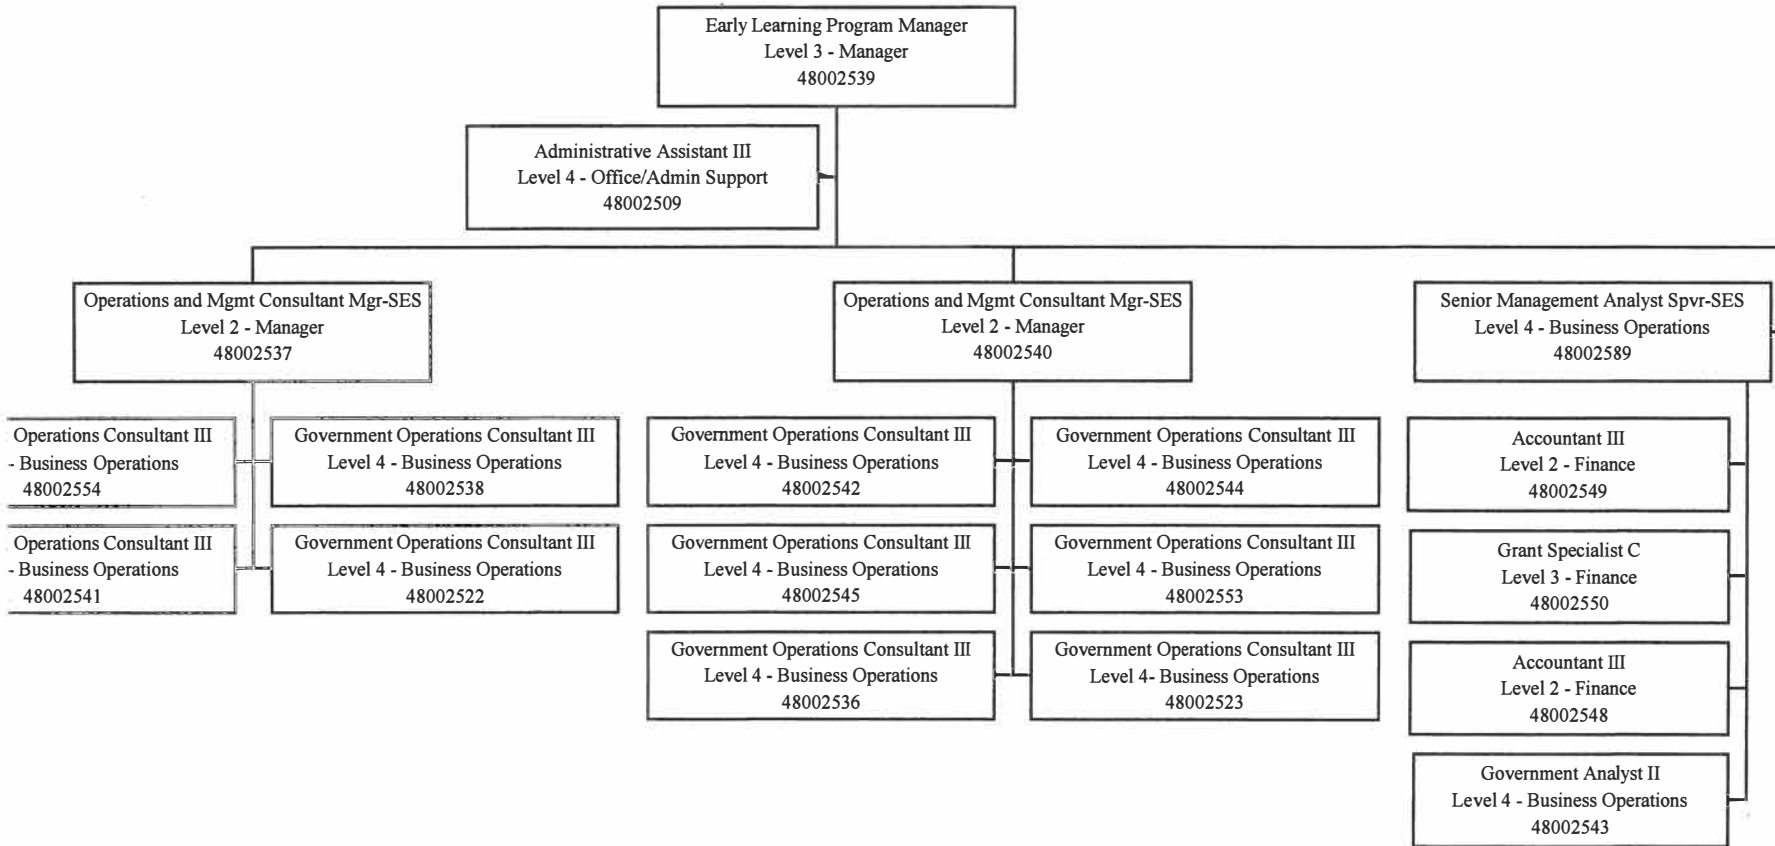 Early Learning Program Manager
Level 3 - Manager
48002539
Administrative Assistant III
Level 4 - Office/Admin Support
48002509
Operations and Mgmt Consultant Mgr-SES
Level 2 - Manager
48002537
Operations and Mgmt Consultant Mgr-SES
Level 2 - Manager
48002540
Senior Management Analyst Spvr-SES
Level 4 - Business Operations
48002589
Operations Consultant III
- Business Operations
48002554
Government Operations Consultant III
Level 4 - Business Operations
48002538
Operations Consultant III
- Business Operations
48002541
Government Operations Consultant III
Level 4 - Business Operations
48002522
Government Operations Consultant III
Level 4 - Business Operations
48002542
Government Operations Consultant III
Level 4 - Business Operations
48002544
Government Operations Consultant III
Level 4 - Business Operations
48002545
Government Operations Consultant III
Level 4 - Business Operations
48002553
Government Operations Consultant III
Level 4 - Business Operations
48002536
Government Operations Consultant III
Level 4- Business Operations
48002523
Accountant III
Level 2 - Finance
48002549
Grant Specialist C
Level 3 - Finance
48002550
Accountant III
Level 2 - Finance
48002548
Government Analyst II
Level 4 - Business Operations
48002543